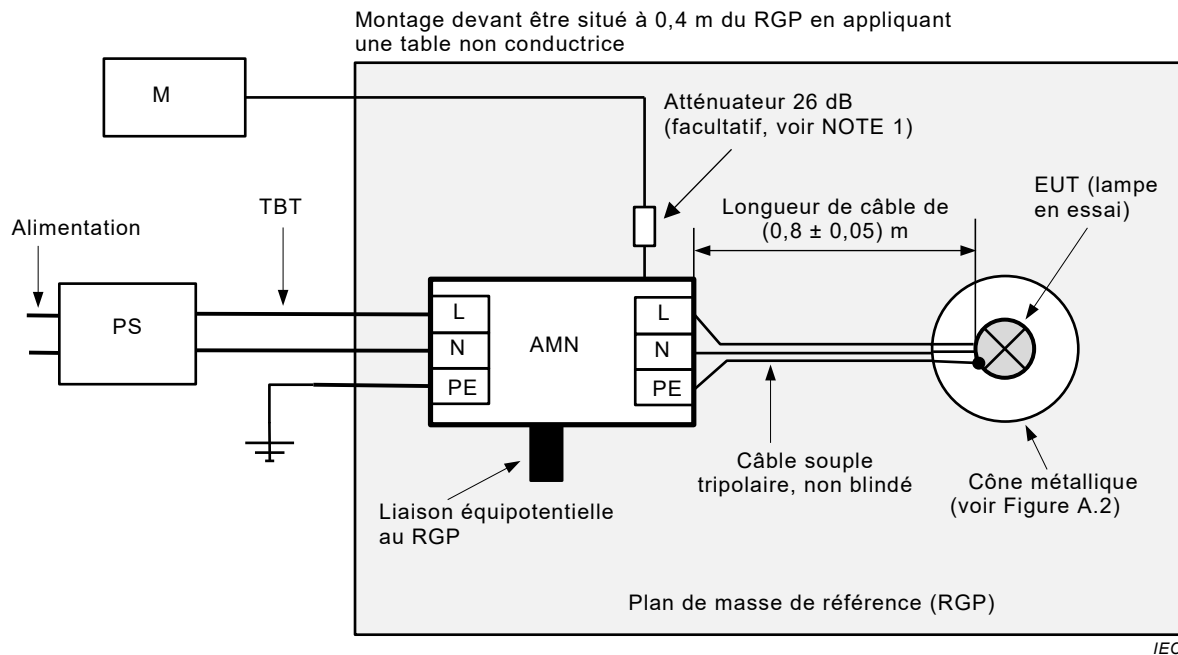 Montage devant être situé à 0,4 m du RGP en appliquant
une table non conductrice
M
Atténuateur 26 dB
(facultatif, voir NOTE 1)
EUT (lampe
en essai)
TBT
Longueur de câble de
(0,8 ± 0,05) m
Alimentation
PS
L
N
PE
AMN
L
N
PE
Câble souple
tripolaire, non blindé
Cône métallique
(voir Figure A.2)
Liaison équipotentielle
au RGP
Plan de masse de référence (RGP)
IEC